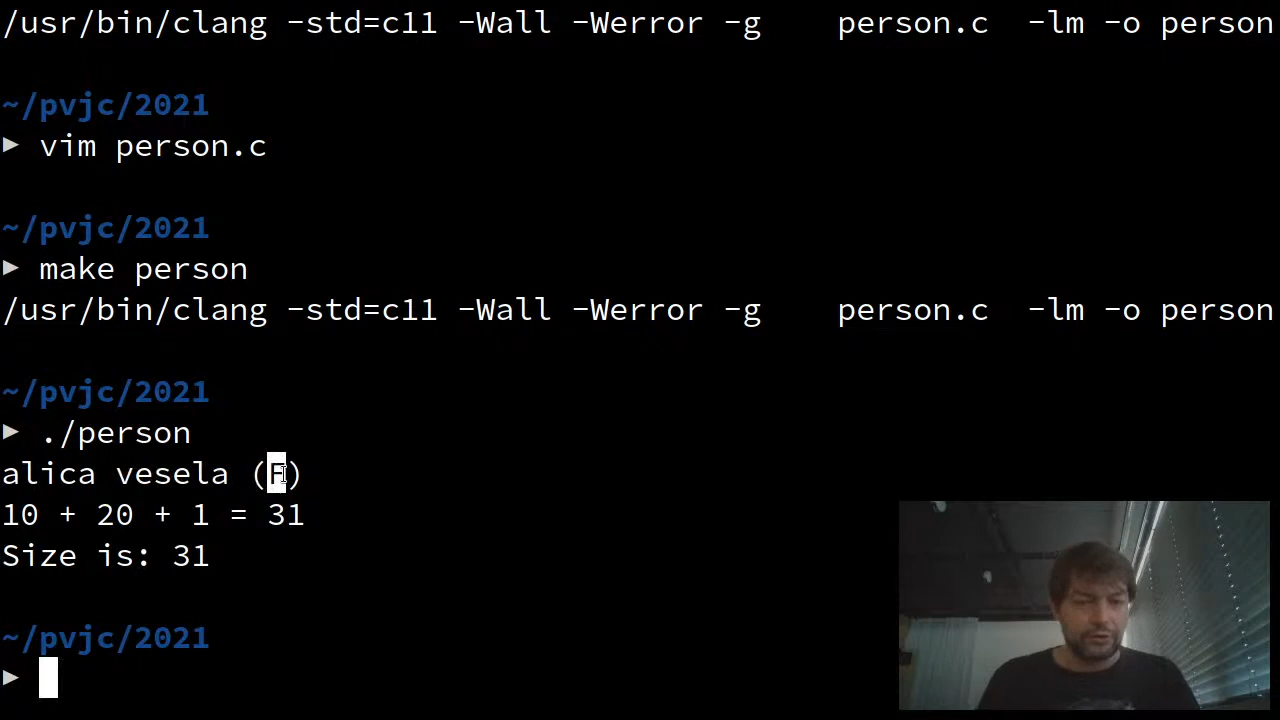 /usr/bin/clang -std=c11 -Wall -Werror -g    person.c  -lm -o person
~/pvjc/2021
▶ vim person.c
~/pvjc/2021
▶ make person
/usr/bin/clang -std=c11 -Wall -Werror -g    person.c  -lm -o person
~/pvjc/2021
▶ ./person
alica vesela (F)
10 + 20 + 1 = 31
Size is: 31
~/pvjc/2021
▶